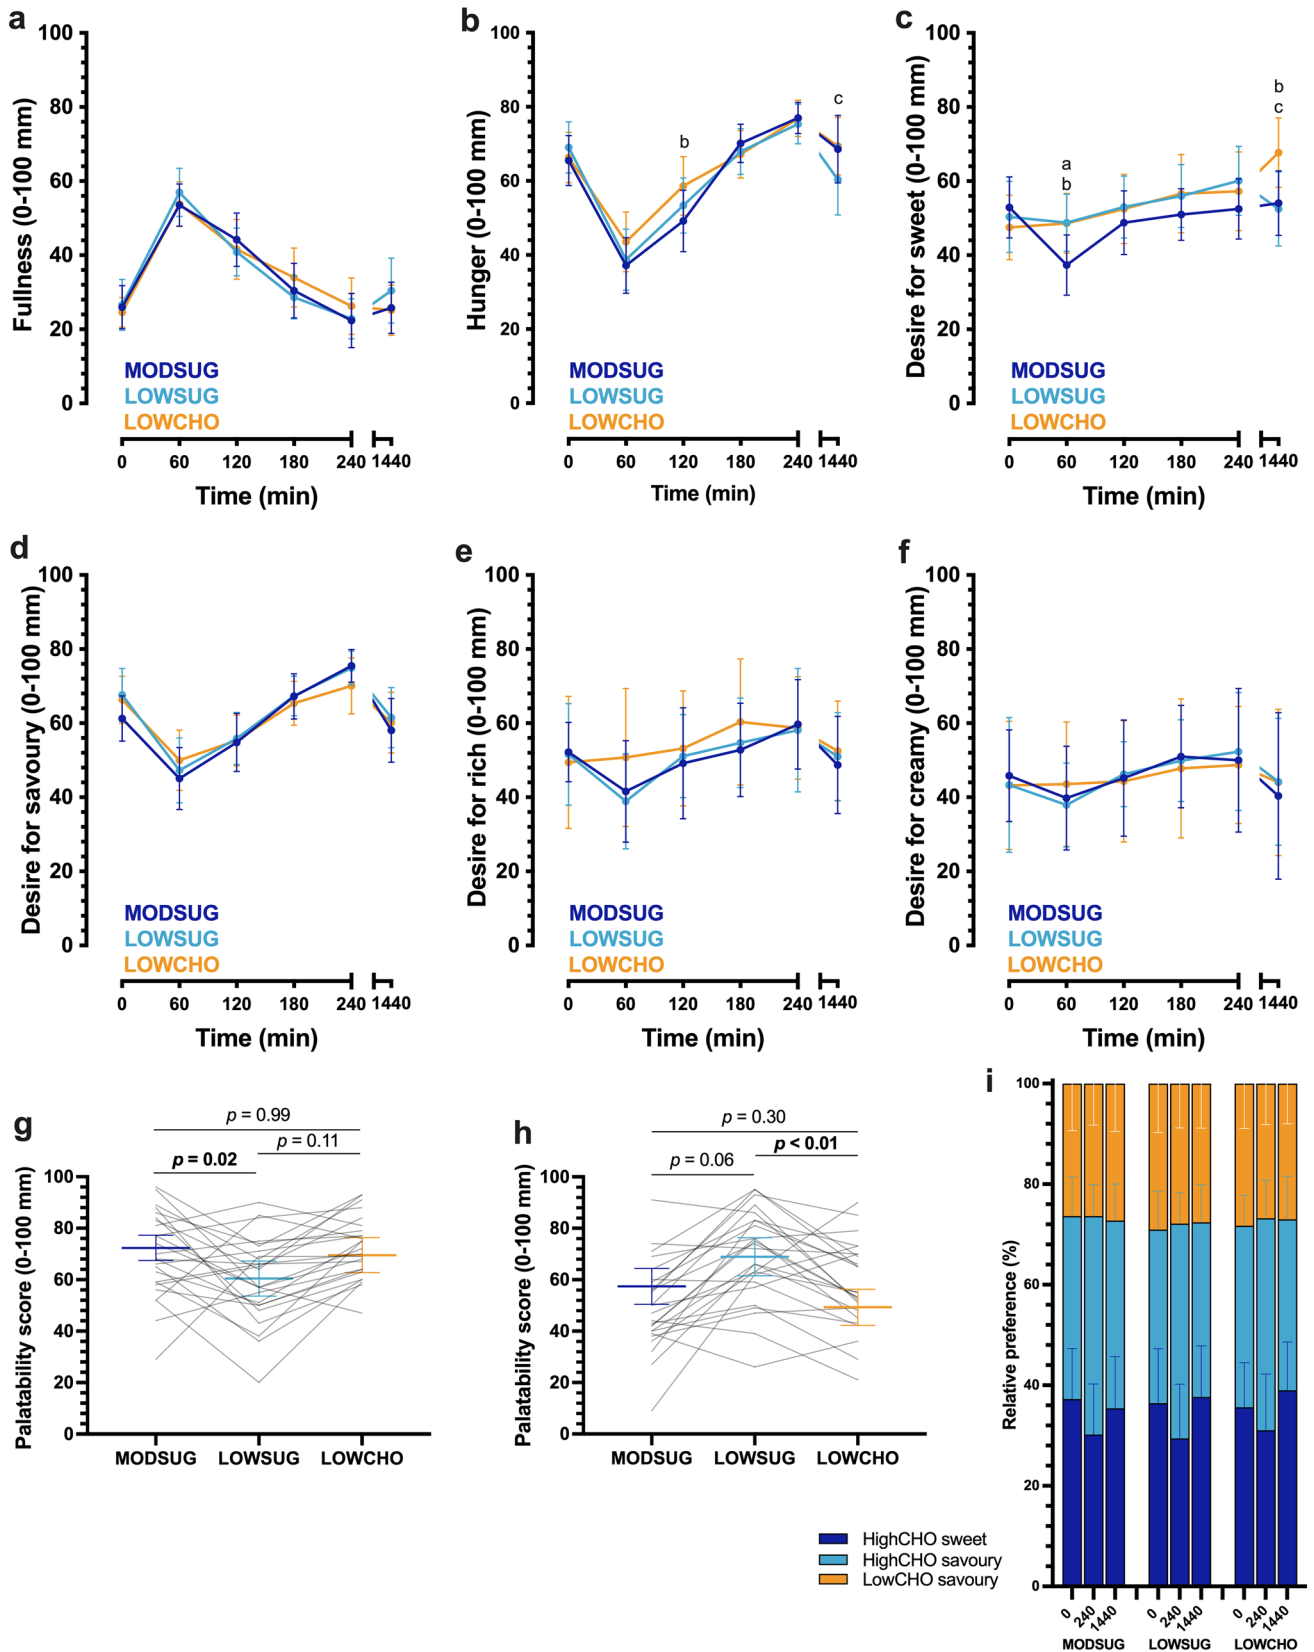 a
Fullness (0-100 mm)
100
80
60
40
20
0
MODSUG
LOWSUG
LOWCHO
0 60 120 180 240 1440
Time (min)
b
Hunger (0-100 mm)
100
80
60
40
20
0
b
c
MODSUG
LOWSUG
LOWCHO
0 60 120 180 240 1440
Time (min)
c
Desire for sweet (0-100 mm)
100
80
60
40
20
0
a
b
b
c
MODSUG
LOWSUG
LOWCHO
0 60 120 180 240 1440
Time (min)
d
Desire for savoury (0-100 mm)
100
80
60
40
20
0
MODSUG
LOWSUG
LOWCHO
0 60 120 180 240 1440
Time (min)
e
Desire for rich (0-100 mm)
100
80
60
40
20
0
MODSUG
LOWSUG
LOWCHO
0 60 120 180 240 1440
Time (min)
f
Desire for creamy (0-100 mm)
100
80
60
40
20
0
MODSUG
LOWSUG
LOWCHO
0 60 120 180 240 1440
Time (min)
g
Palatability score (0-100 mm)
p = 0.99
p = 0.11
p = 0.02
100
80
60
40
20
0
MODSUG LOWSUG LOWCHO
h
Palatability score (0-100 mm)
p = 0.30
p < 0.01
p = 0.06
100
80
60
40
20
0
MODSUG LOWSUG LOWCHO
i
Relative preference (%)
100
80
60
40
20
0
0 240 1440 0 240 1440 0 240 1440
MODSUG LOWSUG LOWCHO
HighCHO sweet
HighCHO savoury
LowCHO savoury